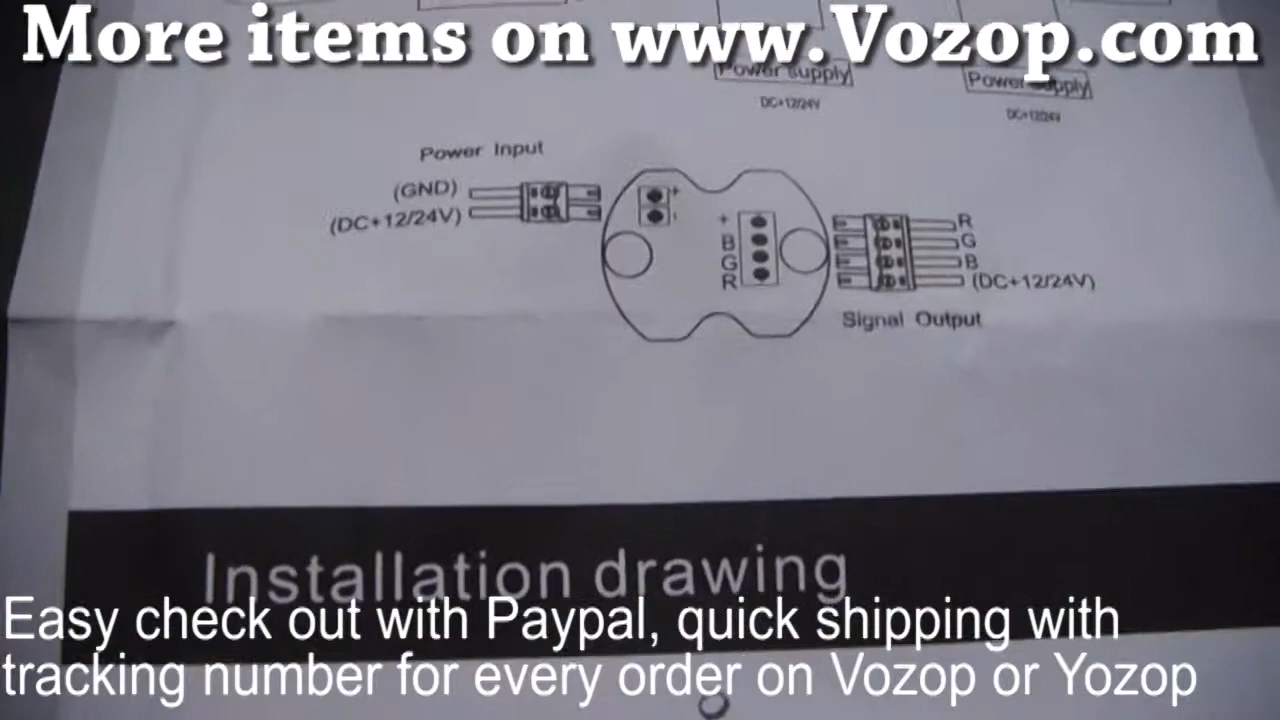 More items on www.Vozop.com
Power supply
Power supply
DC+12/24V
DC+12/24V
Power Input
(GND)
(DC+12/24V)
+
-
+
B
G
R
R
G
B
(DC+12/24V)
Signal Output
Installation drawing
Easy check out with Paypal, quick shipping with
tracking number for every order on Vozop or Yozop